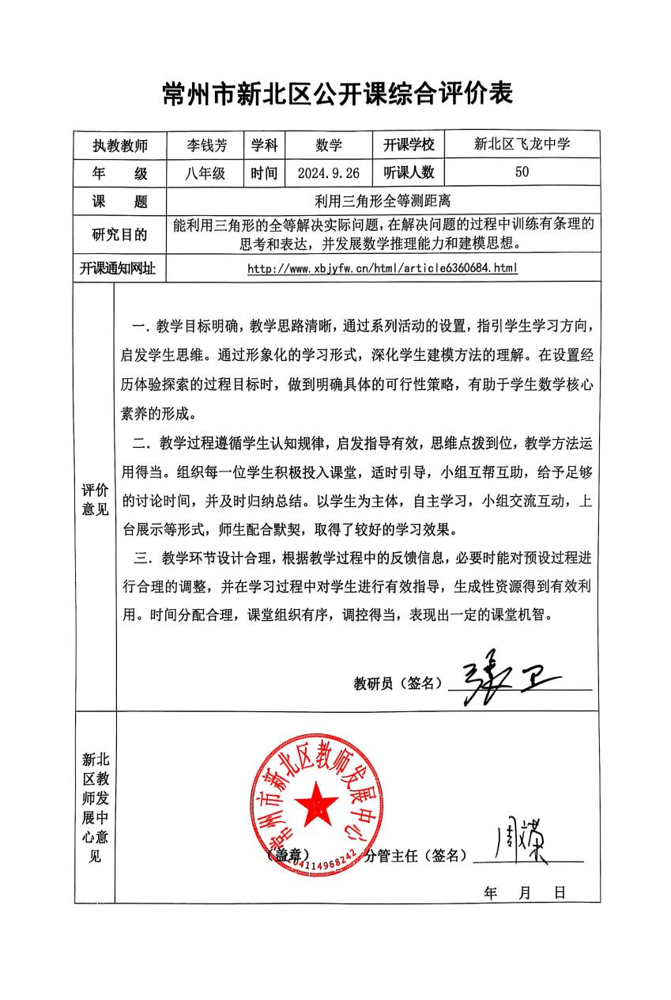 常州市新北区公开课综合评价表
执教教师 李钱芳 学科 数学 开课学校 新北区飞龙中学
年 级 八年级 时间 2024.9.26 听课人数 50
课 题 利用三角形全等测距离
研究目的 能利用三角形的全等解决实际问题，在解决问题的过程中训练有条理的
思考和表达，并发展数学推理能力和建模思想。
开课通知网址 http://www.xbjyfw.cn/html/article6360684.html
评价
意见
一．教学目标明确，教学思路清晰，通过系列活动的设置，指引学生学习方向，
启发学生思维。通过形象化的学习形式，深化学生建模方法的理解。在设置经
历体验探索的过程目标时，做到明确具体的可行性策略，有助于学生数学核心
素养的形成。
二．教学过程遵循学生认知规律，启发指导有效，思维点拨到位，教学方法运
用得当。组织每一位学生积极投入课堂，适时引导，小组互帮互助，给予足够
的讨论时间，并及时归纳总结。以学生为主体，自主学习，小组交流互动，上
台展示等形式，师生配合默契，取得了较好的学习效果。
三．教学环节设计合理，根据教学过程中的反馈信息，必要时能对预设过程进
行合理的调整，并在学习过程中对学生进行有效指导，生成性资源得到有效利
用。时间分配合理，课堂组织有序，调控得当，表现出一定的课堂机智。
教研员（签名） 张卫
新北
区教
师发
展中
心意
见
常州市新北区教师发展中心
（盖章） 分管主任（签名） 周文荣
年 月 日